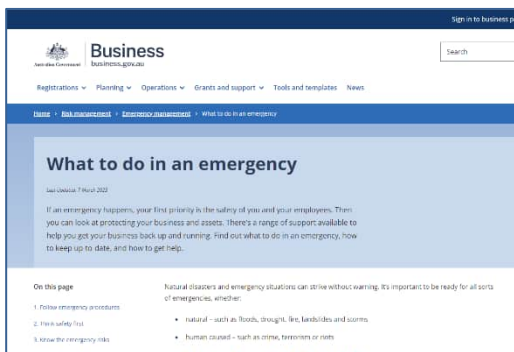 Sign in to business p
Australian Government
Business
business.gov.au
Search
Registrations Planning Operations Grants and support Tools and templates News
Home > Risk management > Emergency management > What to do in an emergency
What to do in an emergency
Last Updated: 7 March 2025
If an emergency happens, your first priority is the safety of you and your employees. Then
you can look at protecting your business and assets. There's a range of support available to
help you get your business back up and running. Find out what to do in an emergency, how
to keep up to date, and how to get help.
On this page
1. Follow emergency procedures
2. Think safety first
3. Know the emergency risks
Natural disasters and emergency situations can strike without warning. It's important to be ready for all sorts
of emergencies, whether:
• natural – such as floods, drought, fire, landslides and storms
• human caused – such as crime, terrorism or riots